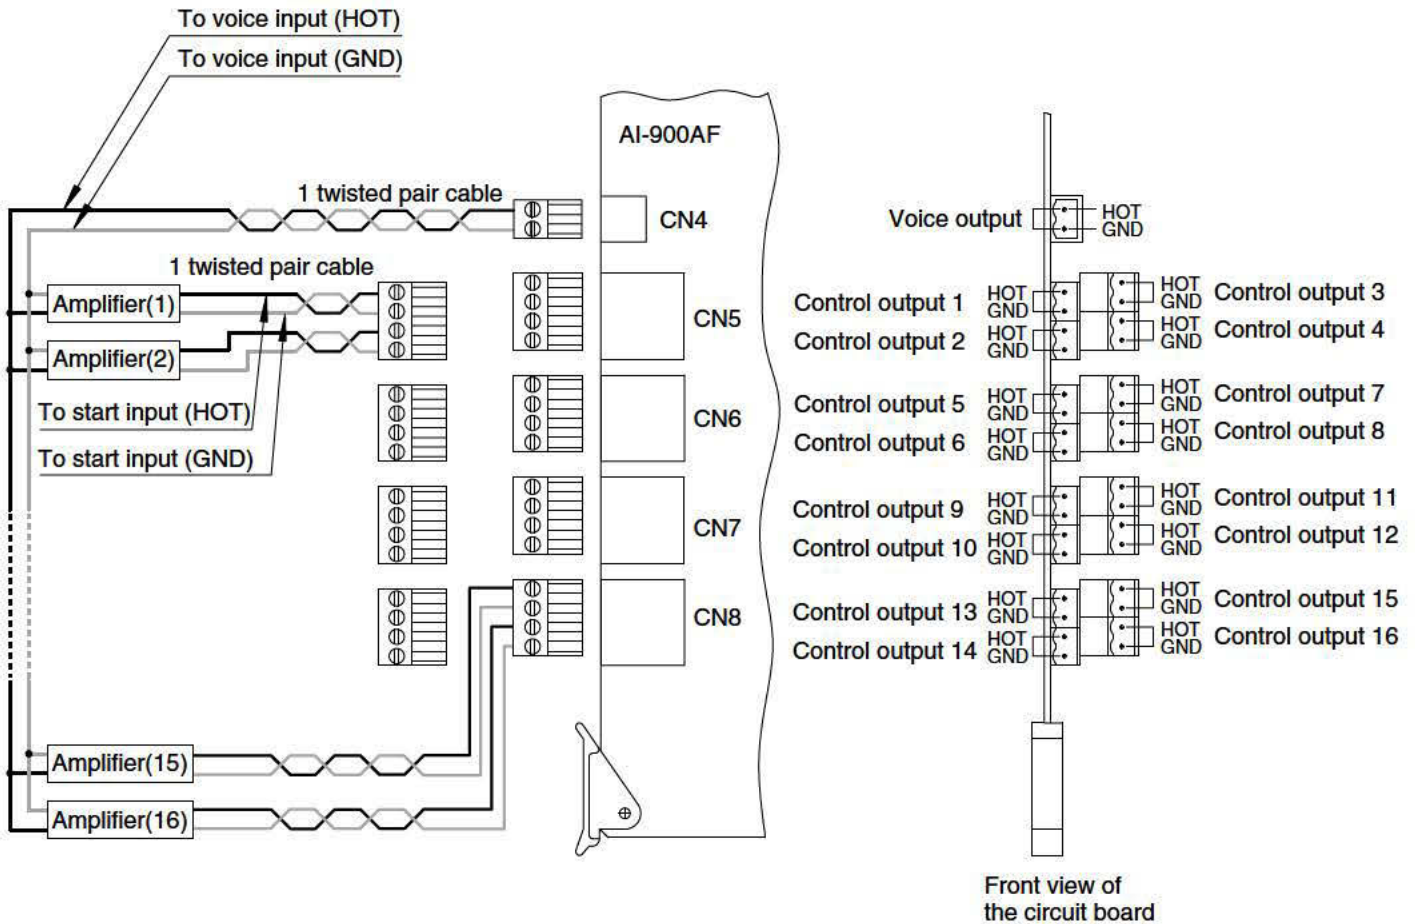 To voice input (HOT)
To voice input (GND)
AI-900AF
1 twisted pair cable
CN4
1 twisted pair cable
Amplifier(1)
CN5
Amplifier(2)
To start input (HOT)
CN6
To start input (GND)
CN7
CN8
Amplifier(15)
Amplifier(16)
Voice output
HOT
GND
Control output 1
HOT
GND
HOT
GND
Control output 3
Control output 2
HOT
GND
HOT
GND
Control output 4
Control output 5
HOT
GND
HOT
GND
Control output 7
Control output 6
HOT
GND
HOT
GND
Control output 8
Control output 9
HOT
GND
HOT
GND
Control output 11
Control output 10
HOT
GND
HOT
GND
Control output 12
Control output 13
HOT
GND
HOT
GND
Control output 15
Control output 14
HOT
GND
HOT
GND
Control output 16
Front view of
the circuit board